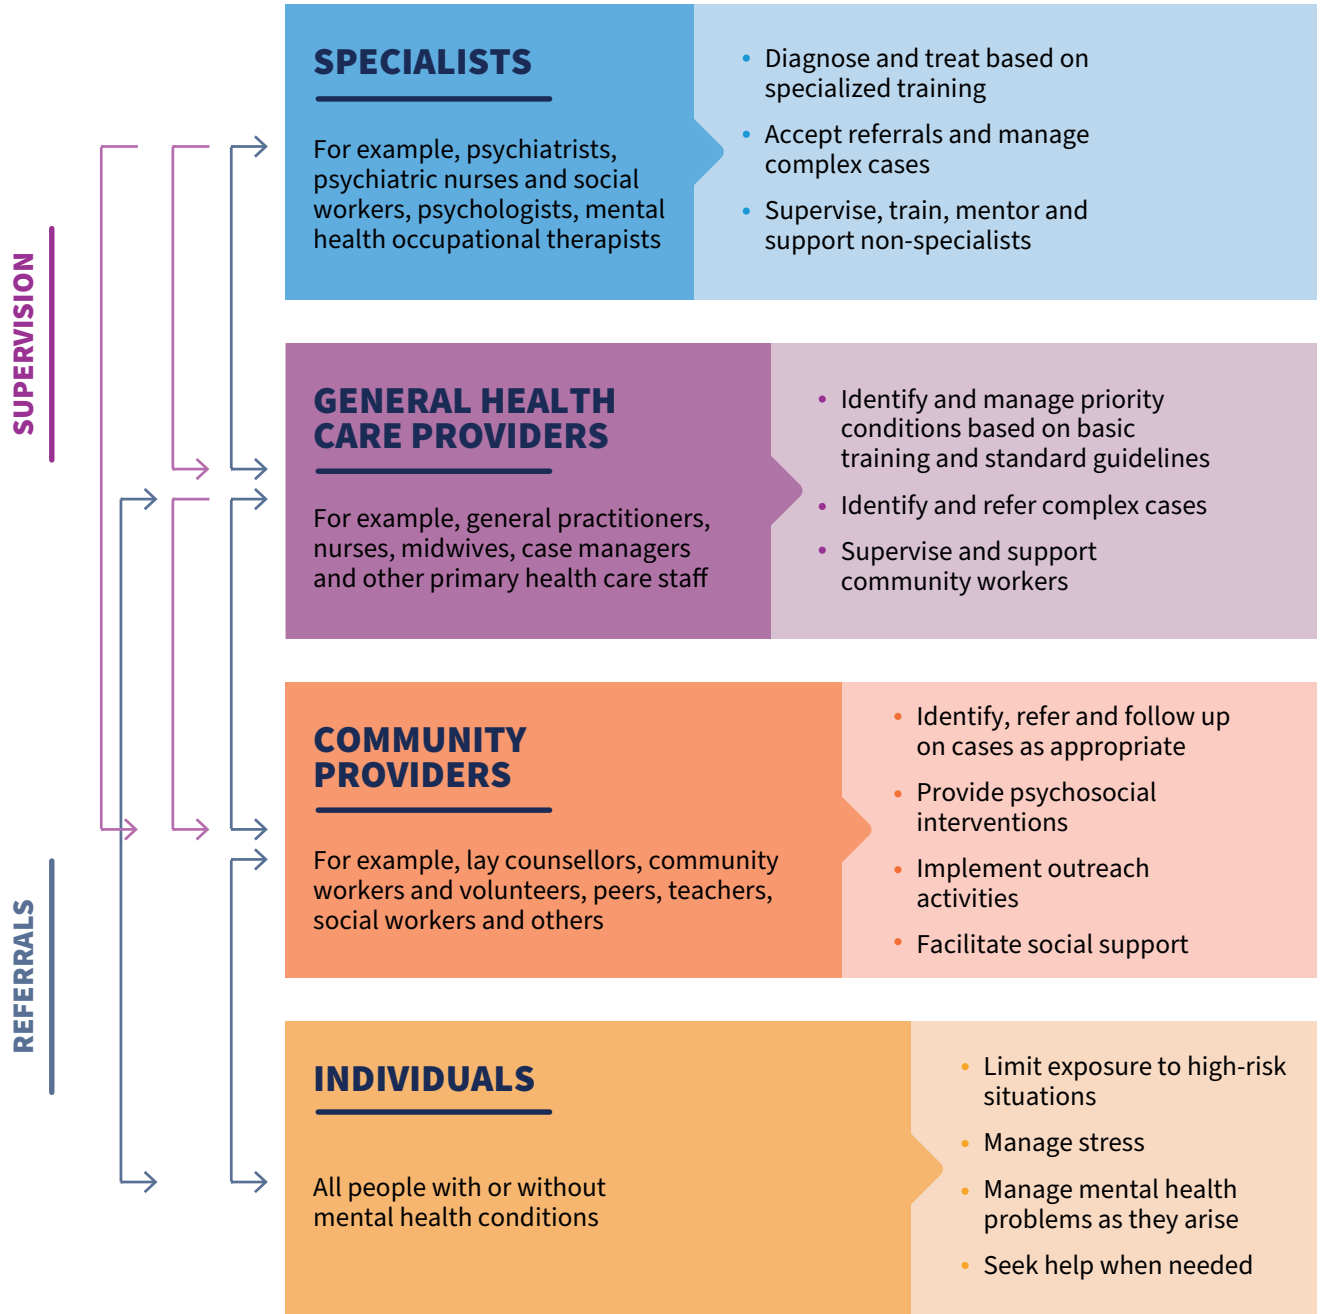 SUPERVISION
REFERRALS
SPECIALISTS
For example, psychiatrists,
psychiatric nurses and social
workers, psychologists, mental
health occupational therapists
• Diagnose and treat based on
specialized training
• Accept referrals and manage
complex cases
• Supervise, train, mentor and
support non-specialists
GENERAL HEALTH
CARE PROVIDERS
For example, general practitioners,
nurses, midwives, case managers
and other primary health care staff
• Identify and manage priority
conditions based on basic
training and standard guidelines
• Identify and refer complex cases
• Supervise and support
community workers
COMMUNITY
PROVIDERS
For example, lay counsellors, community
workers and volunteers, peers, teachers,
social workers and others
• Identify, refer and follow up
on cases as appropriate
• Provide psychosocial
interventions
• Implement outreach
activities
• Facilitate social support
INDIVIDUALS
All people with or without
mental health conditions
• Limit exposure to high-risk
situations
• Manage stress
• Manage mental health
problems as they arise
• Seek help when needed